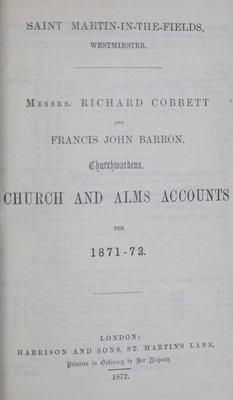 SAINT MARTIN-IN-THE-FIELDS,
WESTMINSTER.
MESSRS. RICHARD COBBETT
AND
FRANCIS JOHN BARRON,
Churchwardens.
CHURCH AND ALMS ACCOUNTS
FOR
1871-72.
LONDON:
HARRISON AND SONS, ST. MARTIN'S LANE,
Printers in Ordinary to Her Majesty.
1872.